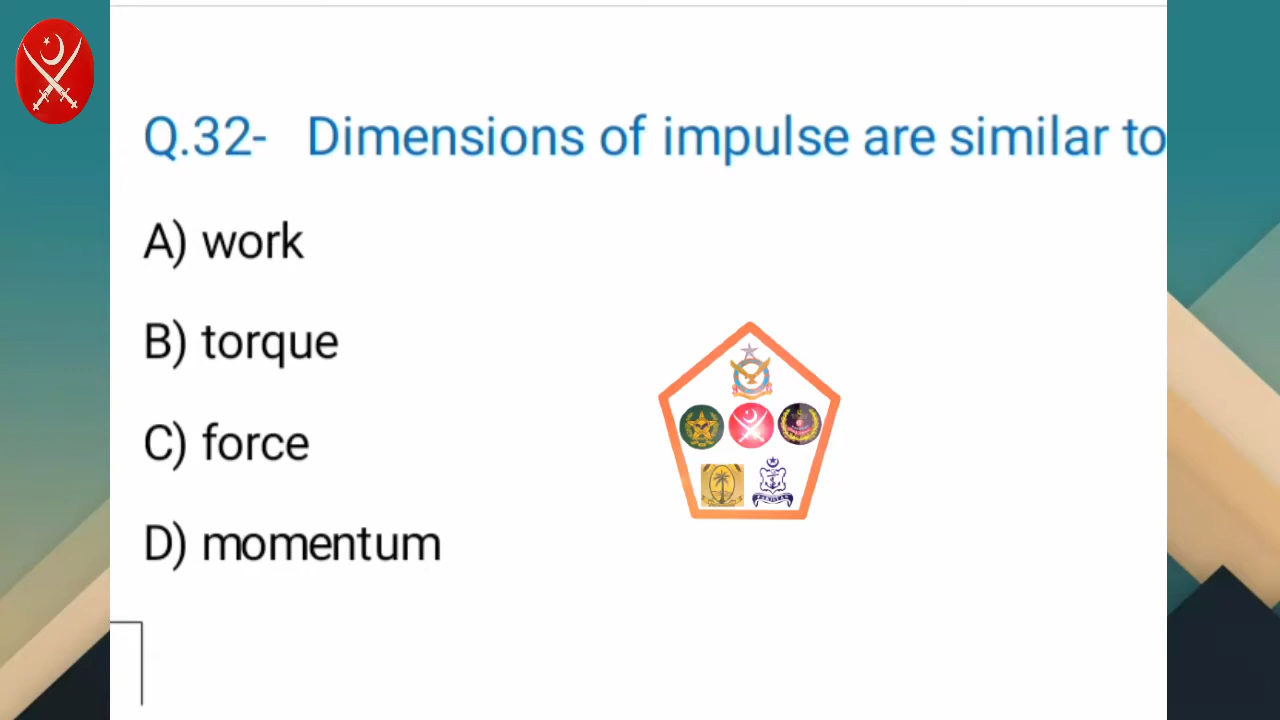 Q.32- Dimensions of impulse are similar to
A) work
B) torque
C) force
D) momentum